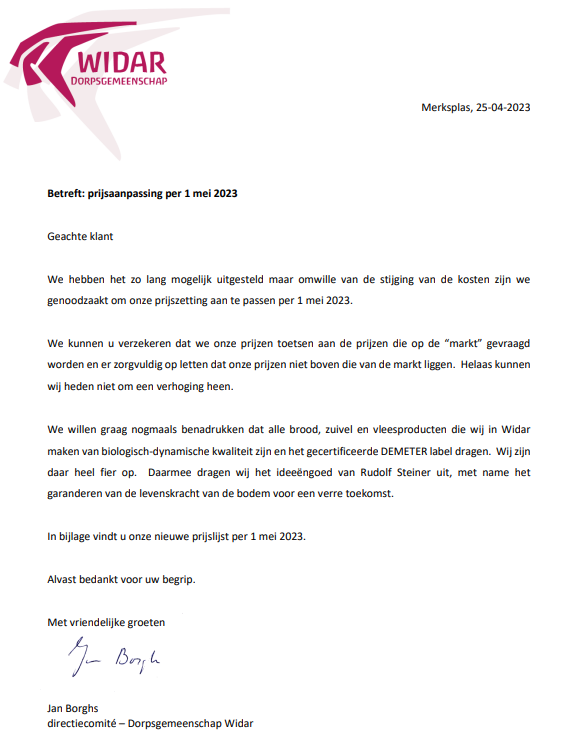 WIDAR
DORPSGEMEENSCHAP
Merksplas, 25-04-2023
Betreft: prijsaanpassing per 1 mei 2023
Geachte klant
We hebben het zo lang mogelijk uitgesteld maar omwille van de stijging van de kosten zijn we
genoodzaakt om onze prijszetting aan te passen per 1 mei 2023.
We kunnen u verzekeren dat we onze prijzen toetsen aan de prijzen die op de “markt” gevraagd
worden en er zorgvuldig op letten dat onze prijzen niet boven die van de markt liggen. Helaas kunnen
wij heden niet om een verhoging heen.
We willen graag nogmaals benadrukken dat alle brood, zuivel en vleesproducten die wij in Widar
maken van biologisch-dynamische kwaliteit zijn en het gecertificeerde DEMETER label dragen. Wij zijn
daar heel fier op. Daarmee dragen wij het ideeëngoed van Rudolf Steiner uit, met name het
garanderen van de levenskracht van de bodem voor een verre toekomst.
In bijlage vindt u onze nieuwe prijslijst per 1 mei 2023.
Alvast bedankt voor uw begrip.
Met vriendelijke groeten
Jan Borghs
directiecomité – Dorpsgemeenschap Widar